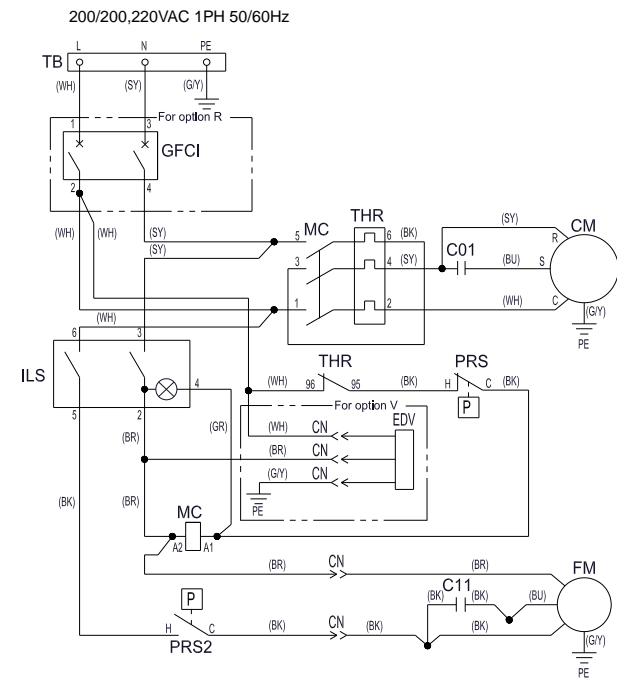 200/200,220VAC 1PH 50/60Hz
L N PE
TB
(WH) (SY) (G/Y)
For option R
1 3
GFCI
2 4
(WH) (WH) (SY)
(SY)
5 MC THR 6 (BK) (SY) CM
R
3 4 (SY) C01 (BU) S
1 2 (WH) C
(G/Y)
PE
(WH)
6 3
ILS
4
5 2
THR PRS
(WH) 96 95 (BK) H C (BK)
P
For option V
EDV
(WH) CN
(BR) CN
(G/Y) CN
PE
(BR) (GR)
(BK) (BR)
MC
A2 A1
(BR) CN (BR) FM
C11
(BK) (BK) (BU)
P
H C (BK) CN (BK) (BK)
PRS2
(G/Y)
PE